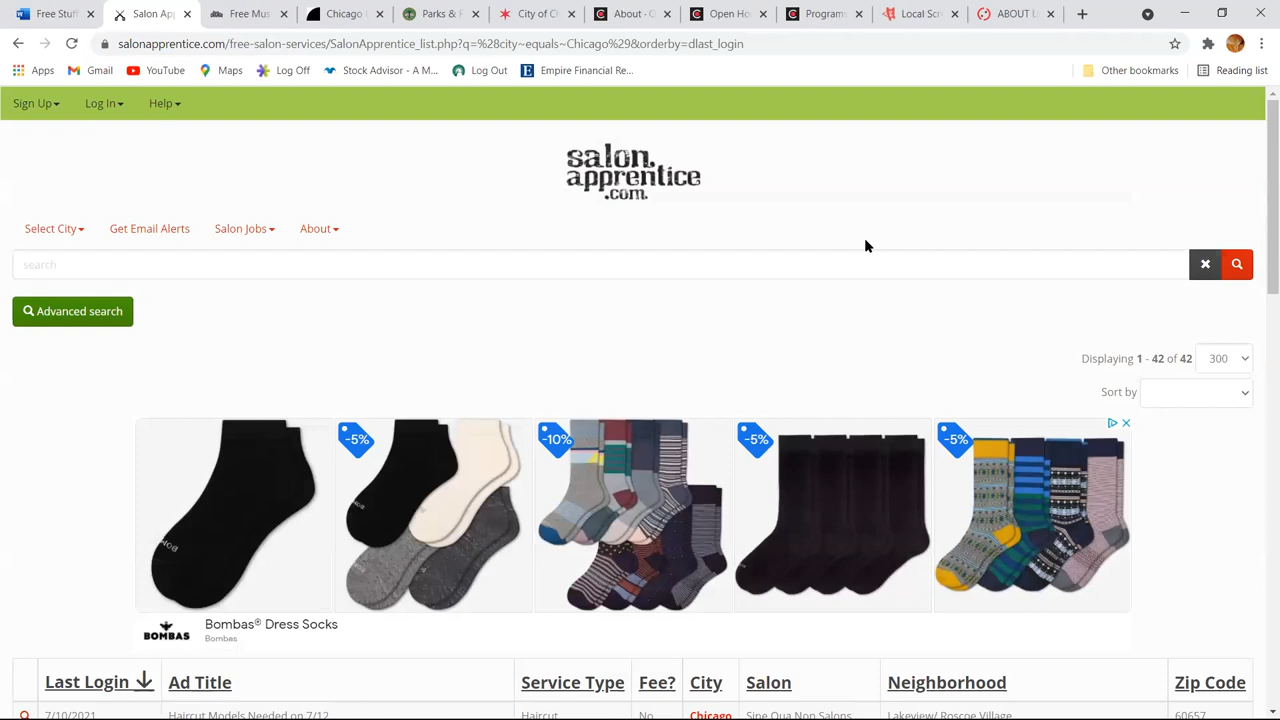 Free Stuff
Salon App
Free Mus
Chicago
Parks & F
City of C
About - G
Open Ho
Program
Local Scr
ABOUT U
salonapprentice.com/free-salon-services/SalonApprentice_list.php?q=%28city~equals~Chicago%29&orderby=dlast_login
Apps
Gmail
YouTube
Maps
Log Off
Stock Advisor - A M...
Log Out
Empire Financial Re...
Other bookmarks
Reading list
Sign Up
Log In
Help
salon.
apprentice
.com.
Select City
Get Email Alerts
Salon Jobs
About
search
Advanced search
Displaying 1 - 42 of 42
300
Sort by
-5%
-10%
-5%
-5%
BOMBAS
Bombas® Dress Socks
Bombas
Last Login
Ad Title
Service Type
Fee?
City
Salon
Neighborhood
Zip Code
7/10/2021
Haircut Models Needed on 7/12
Haircut
No
Chicago
Sine Qua Non Salons
Lakeview/ Roscoe Village
60657